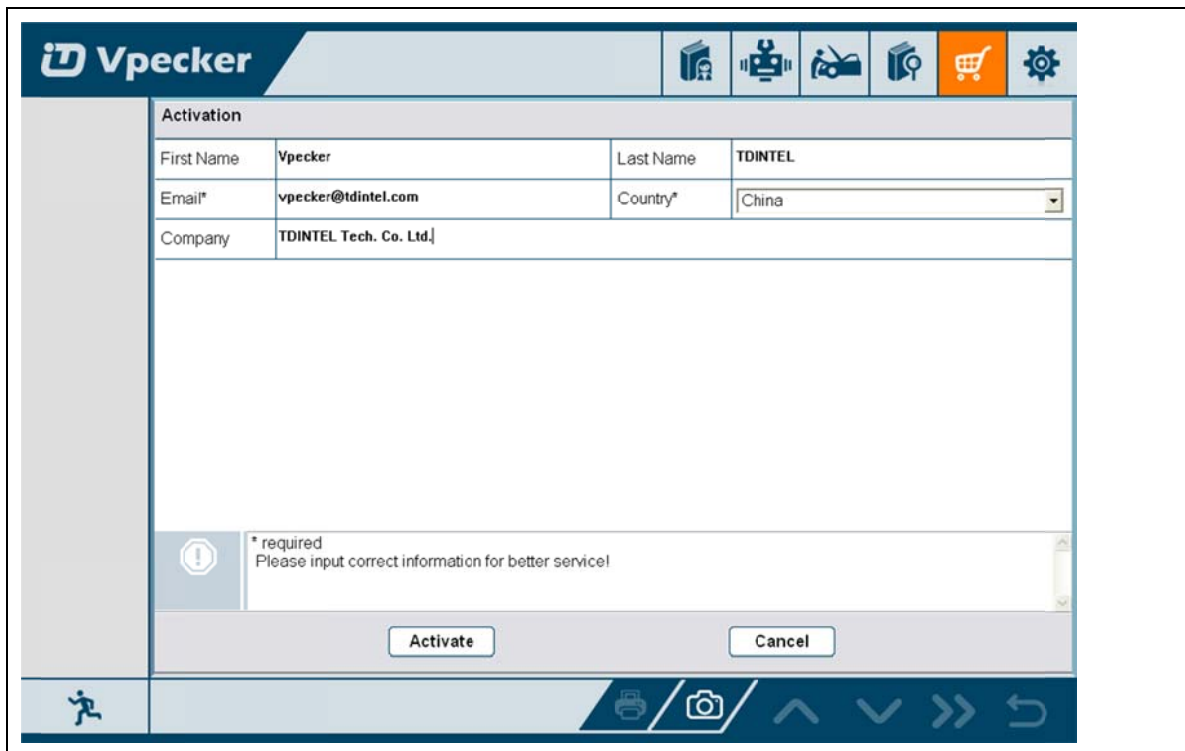 Vpecker
Activation
First Name Vpecker Last Name TDINTEL
Email* vpecker@tdintel.com Country* China
Company TDINTEL Tech. Co. Ltd.
* required
Please input correct information for better service!
Activate Cancel